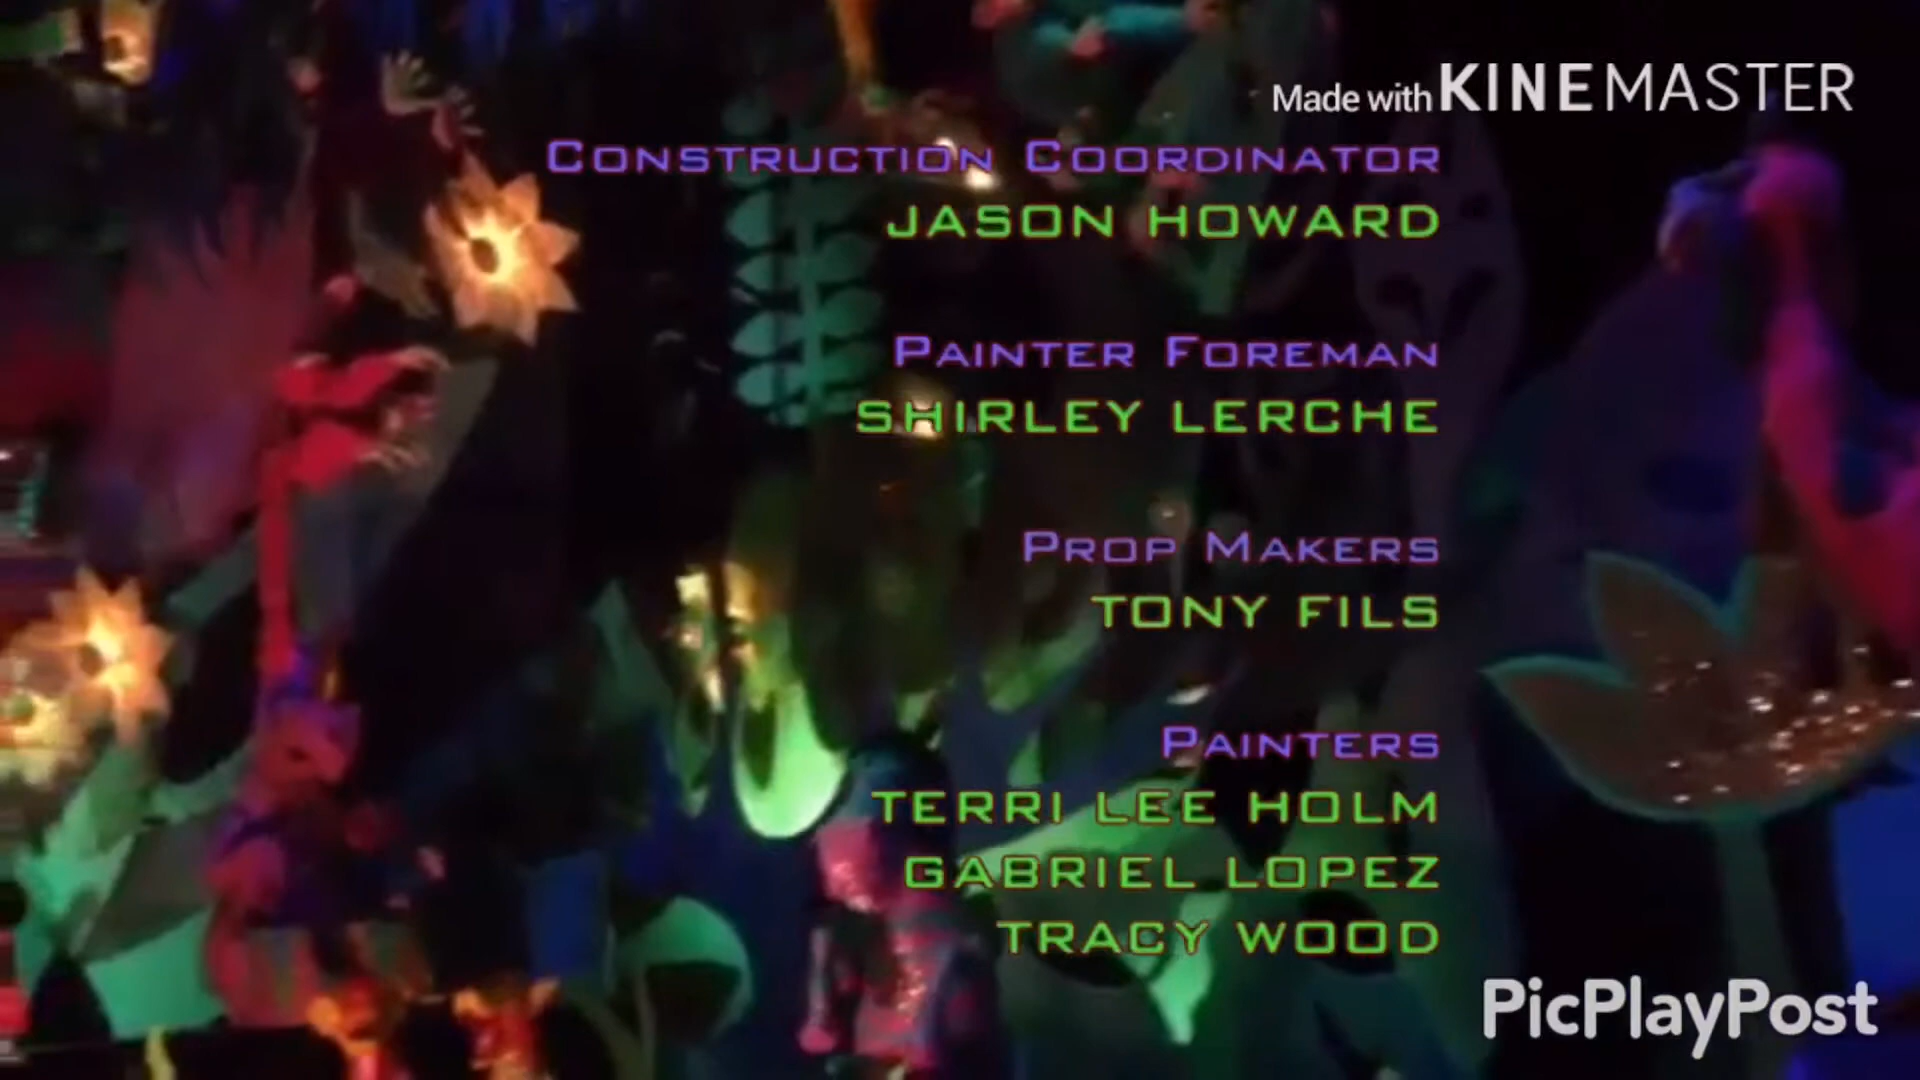 Made with KINEMASTER
CONSTRUCTION COORDINATOR
JASON HOWARD
PAINTER FOREMAN
SHIRLEY LERCHE
PROP MAKERS
TONY FILS
PAINTERS
TERRI LEE HOLM
GABRIEL LOPEZ
TRACY WOOD
PicPlayPost